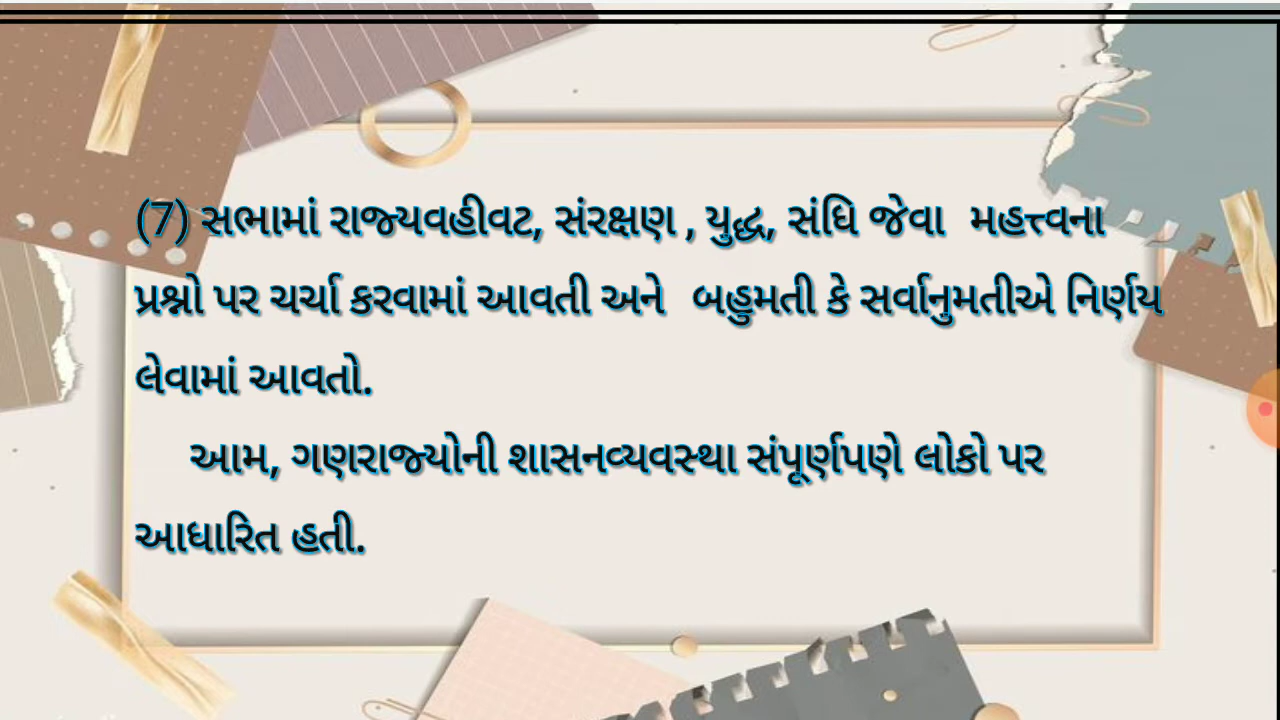 (7) સભામાં રાજ્યવહીવટ, સંરક્ષણ , યુદ્ધ, સંધિ જેવા મહત્ત્વના
પ્રશ્નો પર ચર્ચા કરવામાં આવતી અને બહુમતી કે સર્વાનુમતીએ નિર્ણય
લેવામાં આવતો.
આમ, ગણરાજ્યોની શાસનવ્યવસ્થા સંપૂર્ણપણે લોકો પર
આધારિત હતી.